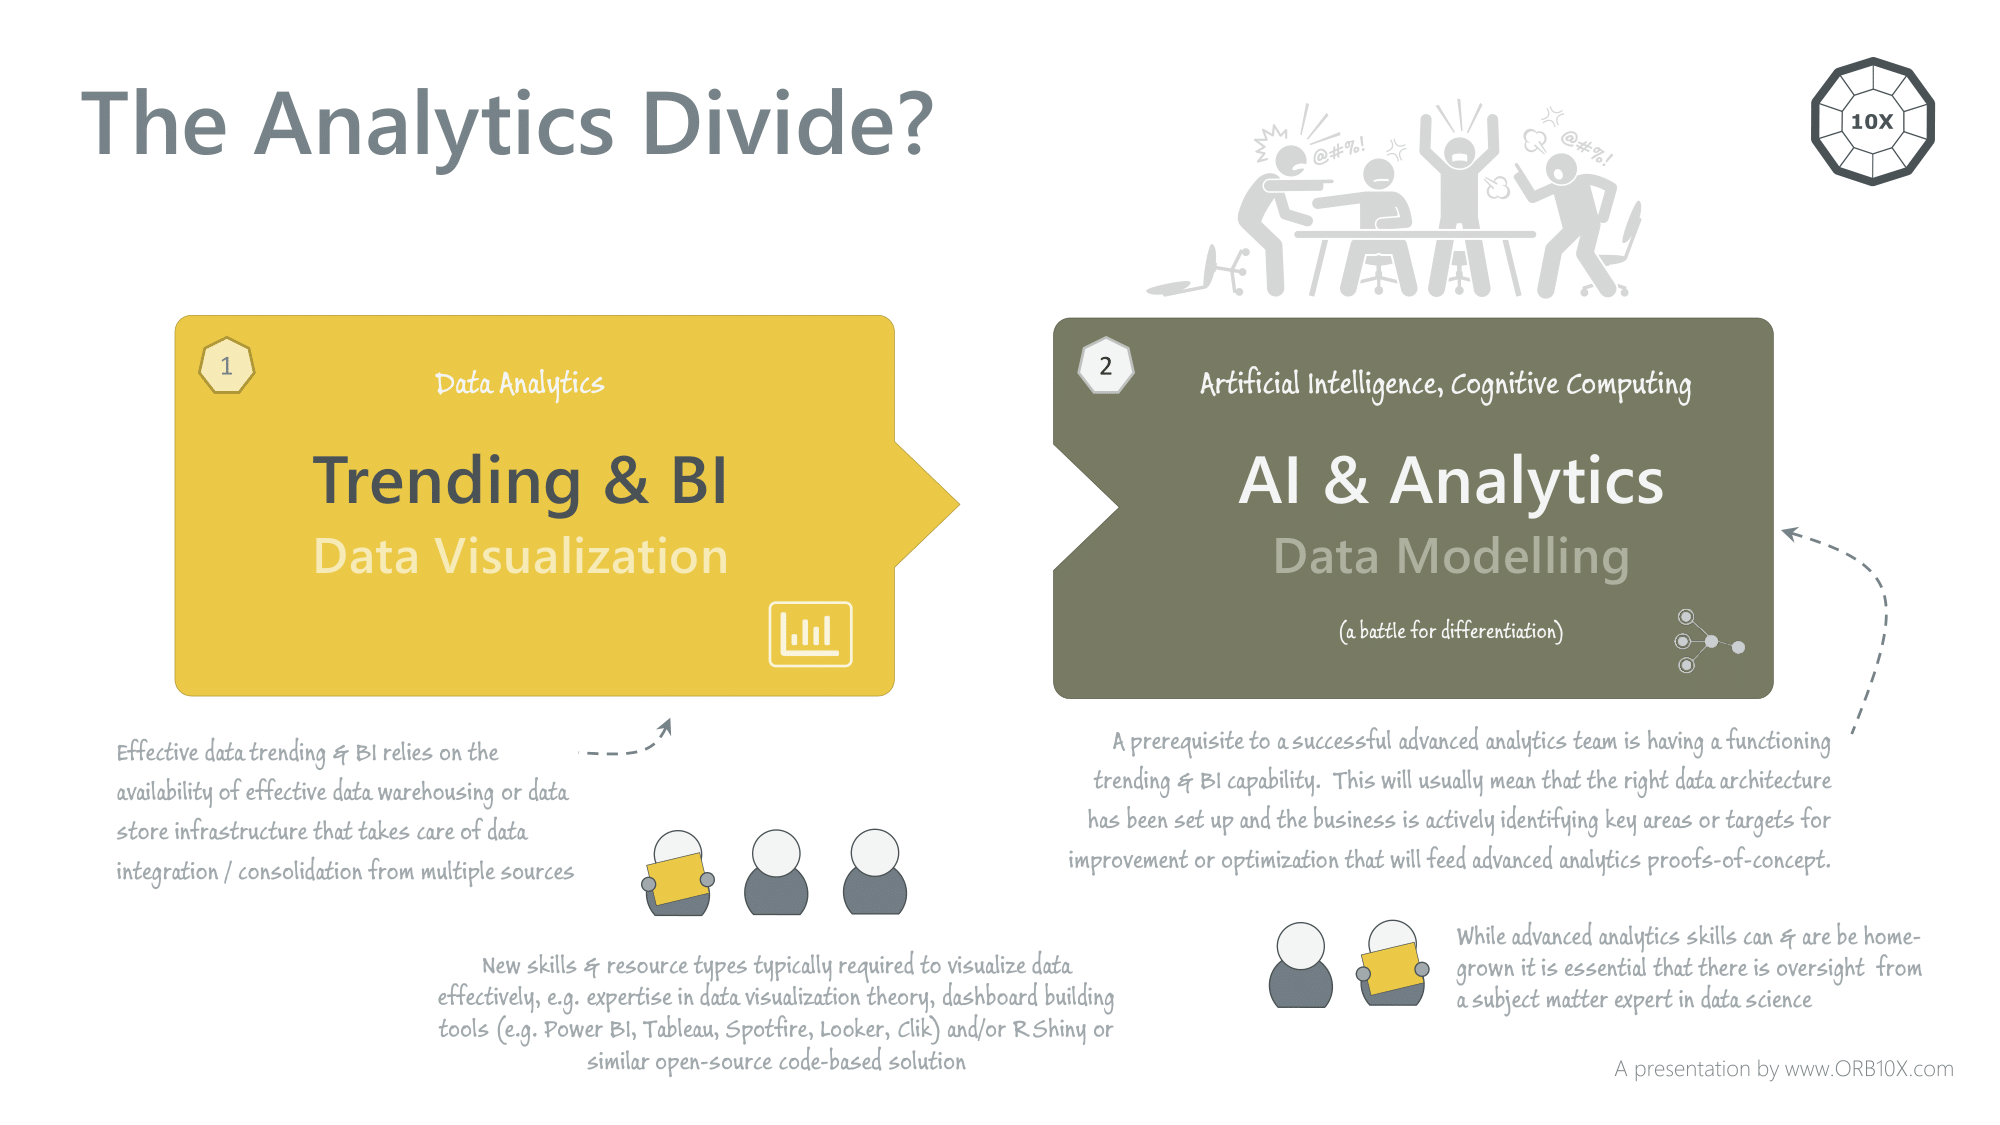 The Analytics Divide?
10X
@#%!
@#%!
1
Data Analytics
Trending & BI
Data Visualization
2
Artificial Intelligence, Cognitive Computing
AI & Analytics
Data Modelling
(a battle for differentiation)
Effective data trending & BI relies on the
availability of effective data warehousing or data
store infrastructure that takes care of data
integration / consolidation from multiple sources
A prerequisite to a successful advanced analytics team is having a functioning
trending & BI capability. This will usually mean that the right data architecture
has been set up and the business is actively identifying key areas or targets for
improvement or optimization that will feed advanced analytics proofs-of-concept.
New skills & resource types typically required to visualize data
effectively, e.g. expertise in data visualization theory, dashboard building
tools (e.g. Power BI, Tableau, Spotfire, Looker, Clik) and/or R Shiny or
similar open-source code-based solution
While advanced analytics skills can & are be home-
grown it is essential that there is oversight from
a subject matter expert in data science
A presentation by www.ORB10X.com